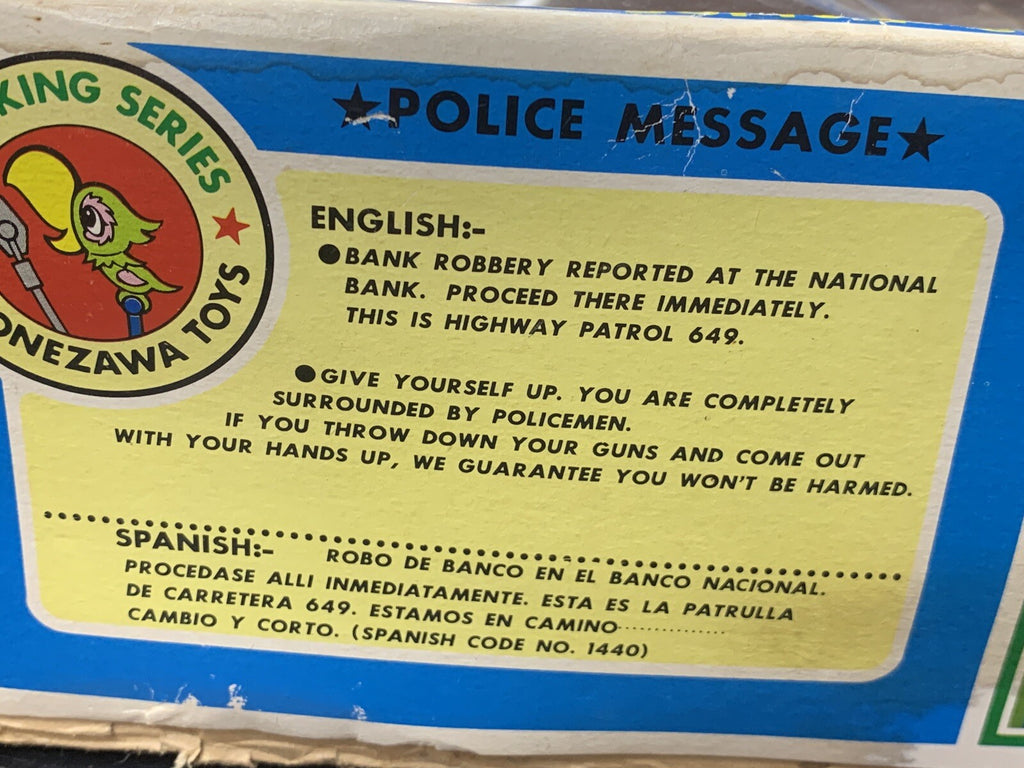 KING SERIES
ONEZAWA TOYS
★POLICE MESSAGE★
ENGLISH:-
●BANK ROBBERY REPORTED AT THE NATIONAL
BANK. PROCEED THERE IMMEDIATELY.
THIS IS HIGHWAY PATROL 649.
●GIVE YOURSELF UP. YOU ARE COMPLETELY
SURROUNDED BY POLICEMEN.
IF YOU THROW DOWN YOUR GUNS AND COME OUT
WITH YOUR HANDS UP, WE GUARANTEE YOU WON'T BE HARMED.
SPANISH:- ROBO DE BANCO EN EL BANCO NACIONAL.
PROCEDASE ALLI INMEDIATAMENTE. ESTA ES LA PATRULLA
DE CARRETERA 649. ESTAMOS EN CAMINO..............
CAMBIO Y CORTO. (SPANISH CODE NO. 1440)